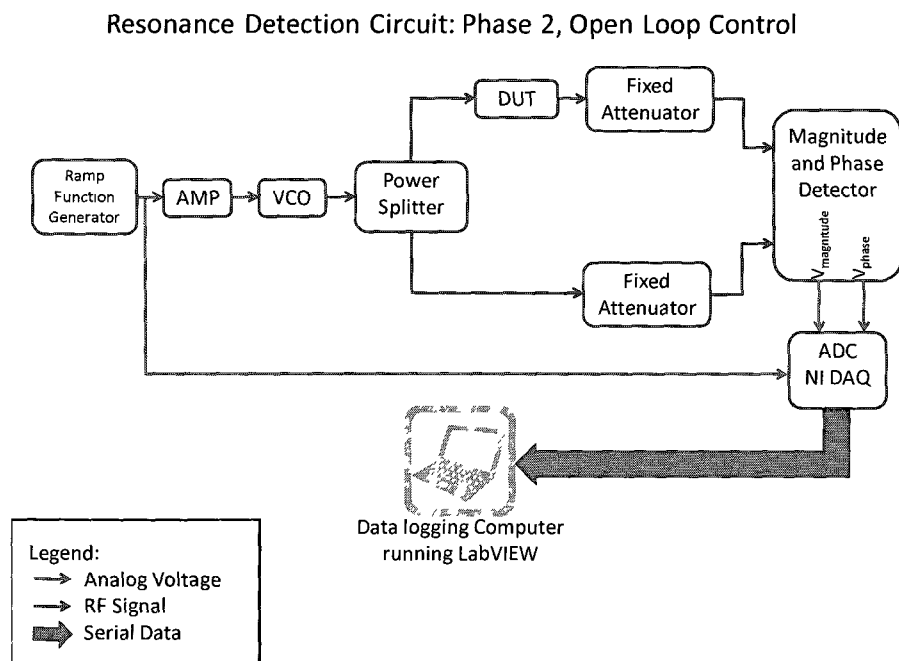 Resonance Detection Circuit: Phase 2, Open Loop Control
DUT
Fixed
Attenuator
Magnitude
and Phase
Detector
Ramp
Function
Generator
AMP
VCO
Power
Splitter
Fixed
Attenuator
Vmagnitude
Vphase
ADC
NI DAQ
Data logging Computer
running LabVIEW
Legend:
Analog Voltage
RF Signal
Serial Data